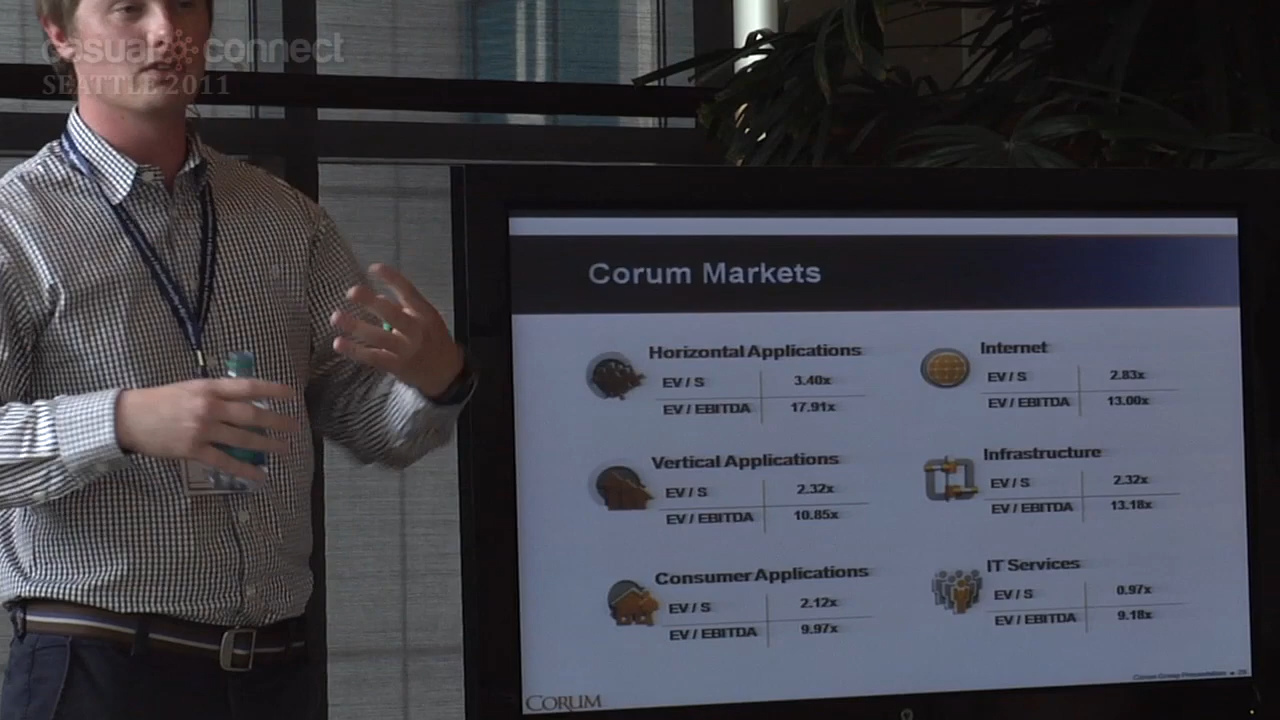 casual connect
SEATTLE 2011
Corum Markets
Horizontal Applications
EV / S 3.40x
EV / EBITDA 17.91x
Internet
EV / S 2.83x
EV / EBITDA 13.00x
Vertical Applications
EV / S 2.32x
EV / EBITDA 10.85x
Infrastructure
EV / S 2.32x
EV / EBITDA 13.18x
Consumer Applications
EV / S 2.12x
EV / EBITDA 9.97x
IT Services
EV / S 0.97x
EV / EBITDA 9.18x
CORUM
Corum Group Presentation